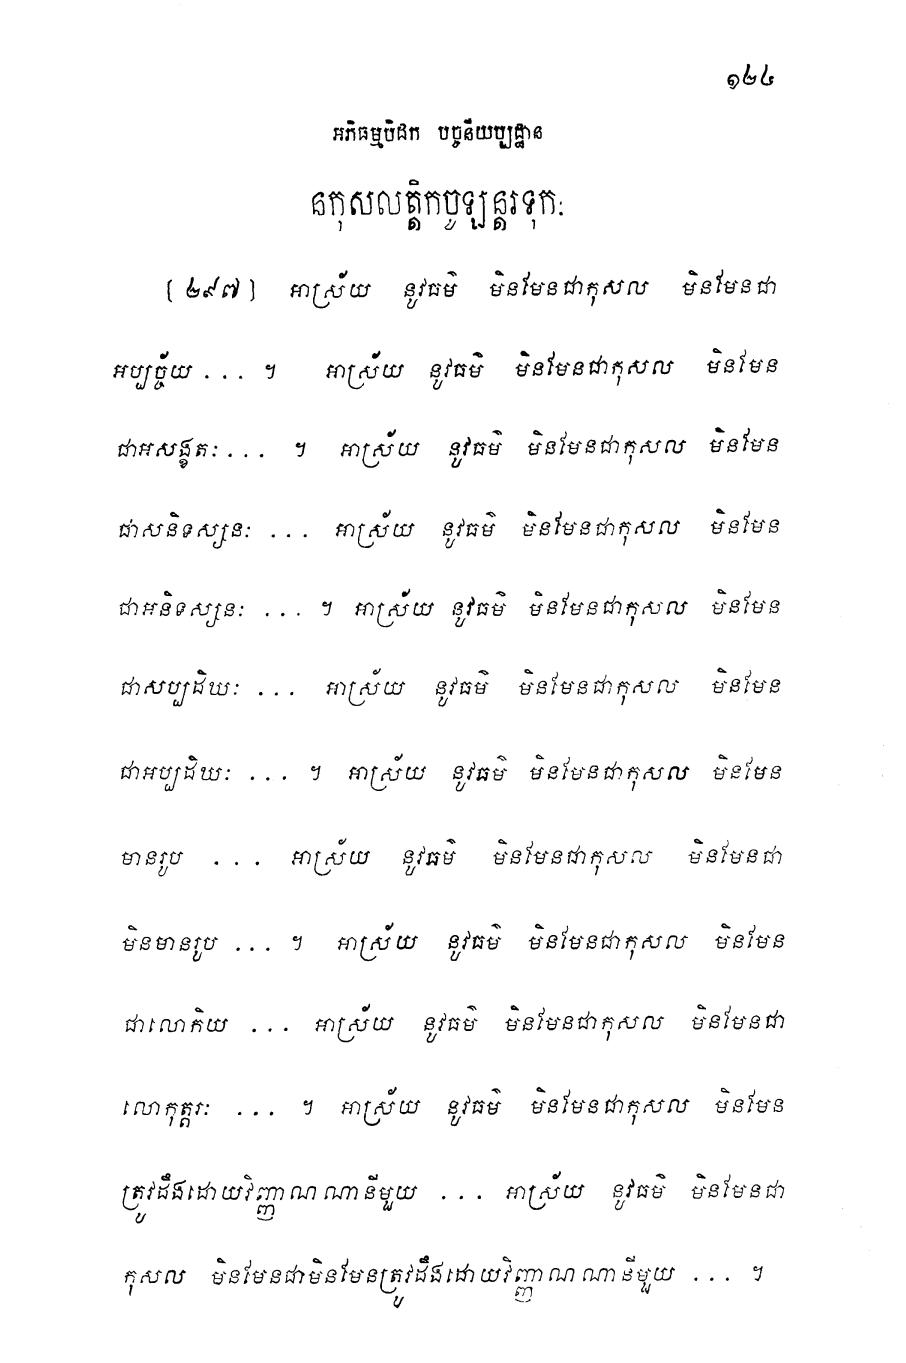 ១២៤
អភិធម្មបិដក បច្ចនីយប្បដ្ឋាន
នកុសលត្តិកចូឡន្តរទុកៈ
[២៩៧] អាស្រ័យ នូវធម៌ មិនមែនជាកុសល មិនមែនជា
អប្បច្ច័យ ... ។ អាស្រ័យ នូវធម៌ មិនមែនជាកុសល មិនមែន
ជាអសង្ខតៈ ... ។ អាស្រ័យ នូវធម៌ មិនមែនជាកុសល មិនមែន
ជាសនិទស្សនៈ ... អាស្រ័យ នូវធម៌ មិនមែនជាកុសល មិនមែន
ជាអនិទស្សនៈ ... ។ អាស្រ័យ នូវធម៌ មិនមែនជាកុសល មិនមែន
ជាសប្បដិឃៈ ... អាស្រ័យ នូវធម៌ មិនមែនជាកុសល មិនមែន
ជាអប្បដិឃៈ ... ។ អាស្រ័យ នូវធម៌ មិនមែនជាកុសល មិនមែន
មានរូប ... អាស្រ័យ នូវធម៌ មិនមែនជាកុសល មិនមែនជា
មិនមានរូប ... ។ អាស្រ័យ នូវធម៌ មិនមែនជាកុសល មិនមែន
ជាលោកិយ ... អាស្រ័យ នូវធម៌ មិនមែនជាកុសល មិនមែនជា
លោកុត្តរៈ ... ។ អាស្រ័យ នូវធម៌ មិនមែនជាកុសល មិនមែន
ត្រូវដឹងដោយវិញ្ញាណណានីមួយ ... អាស្រ័យ នូវធម៌ មិនមែនជា
កុសល មិនមែនជាមិនមែនត្រូវដឹងដោយវិញ្ញាណណានីមួយ ... ។